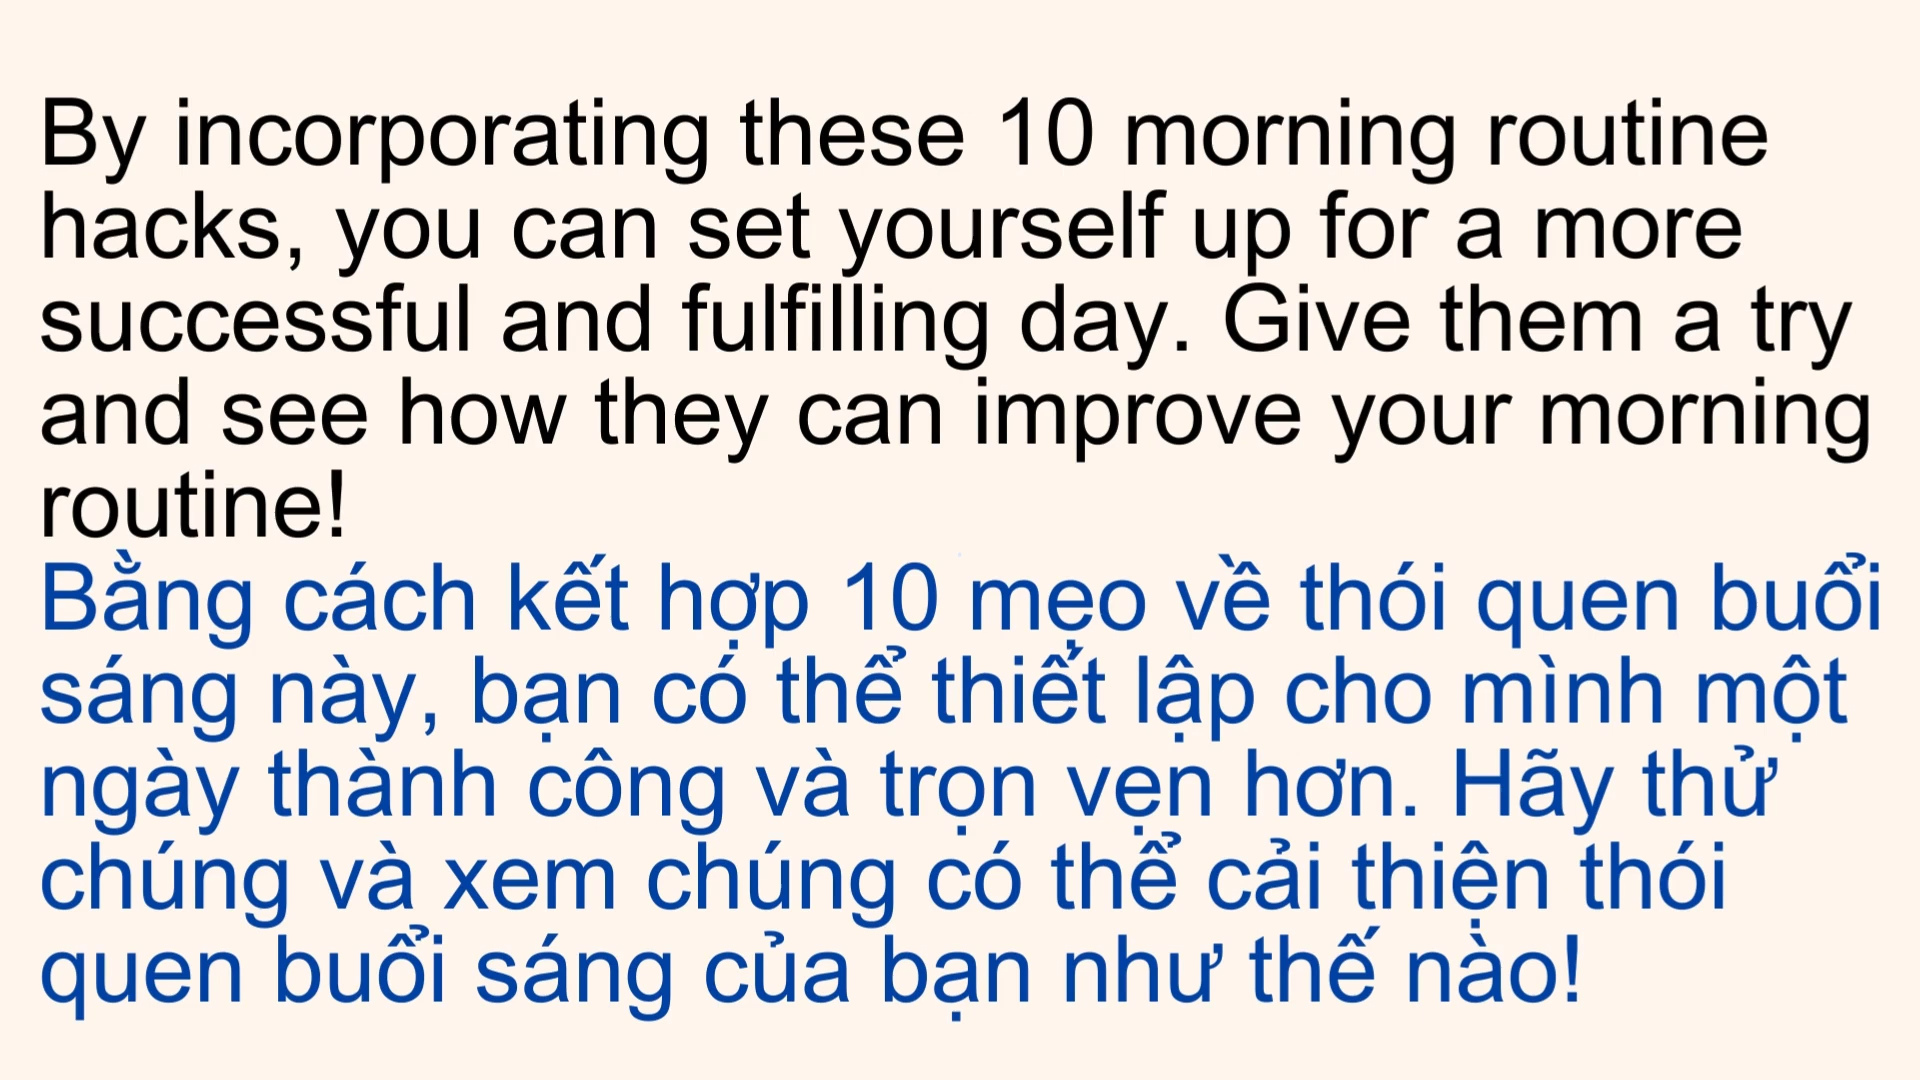 By incorporating these 10 morning routine
hacks, you can set yourself up for a more
successful and fulfilling day. Give them a try
and see how they can improve your morning
routine!
Bằng cách kết hợp 10 mẹo về thói quen buổi
sáng này, bạn có thể thiết lập cho mình một
ngày thành công và trọn vẹn hơn. Hãy thử
chúng và xem chúng có thể cải thiện thói
quen buổi sáng của bạn như thế nào!